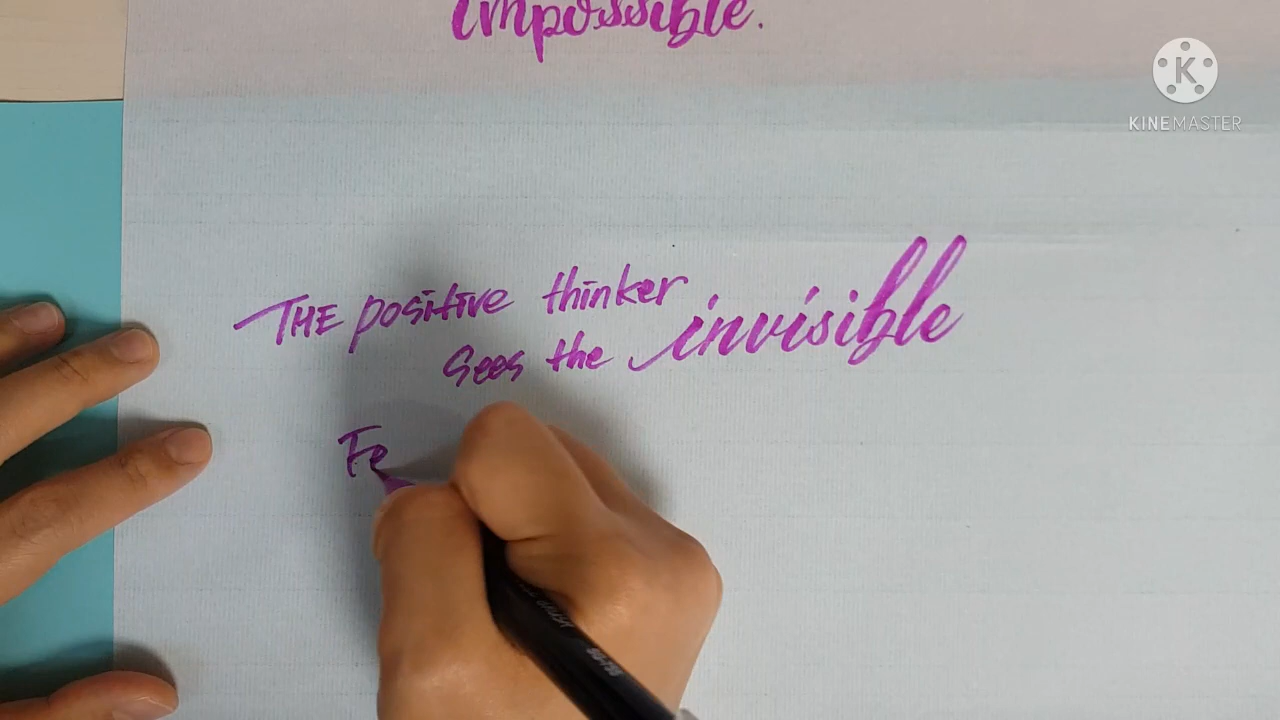 impossible.
KINEMASTER
THE positive thinker
sees the invisible
Fe